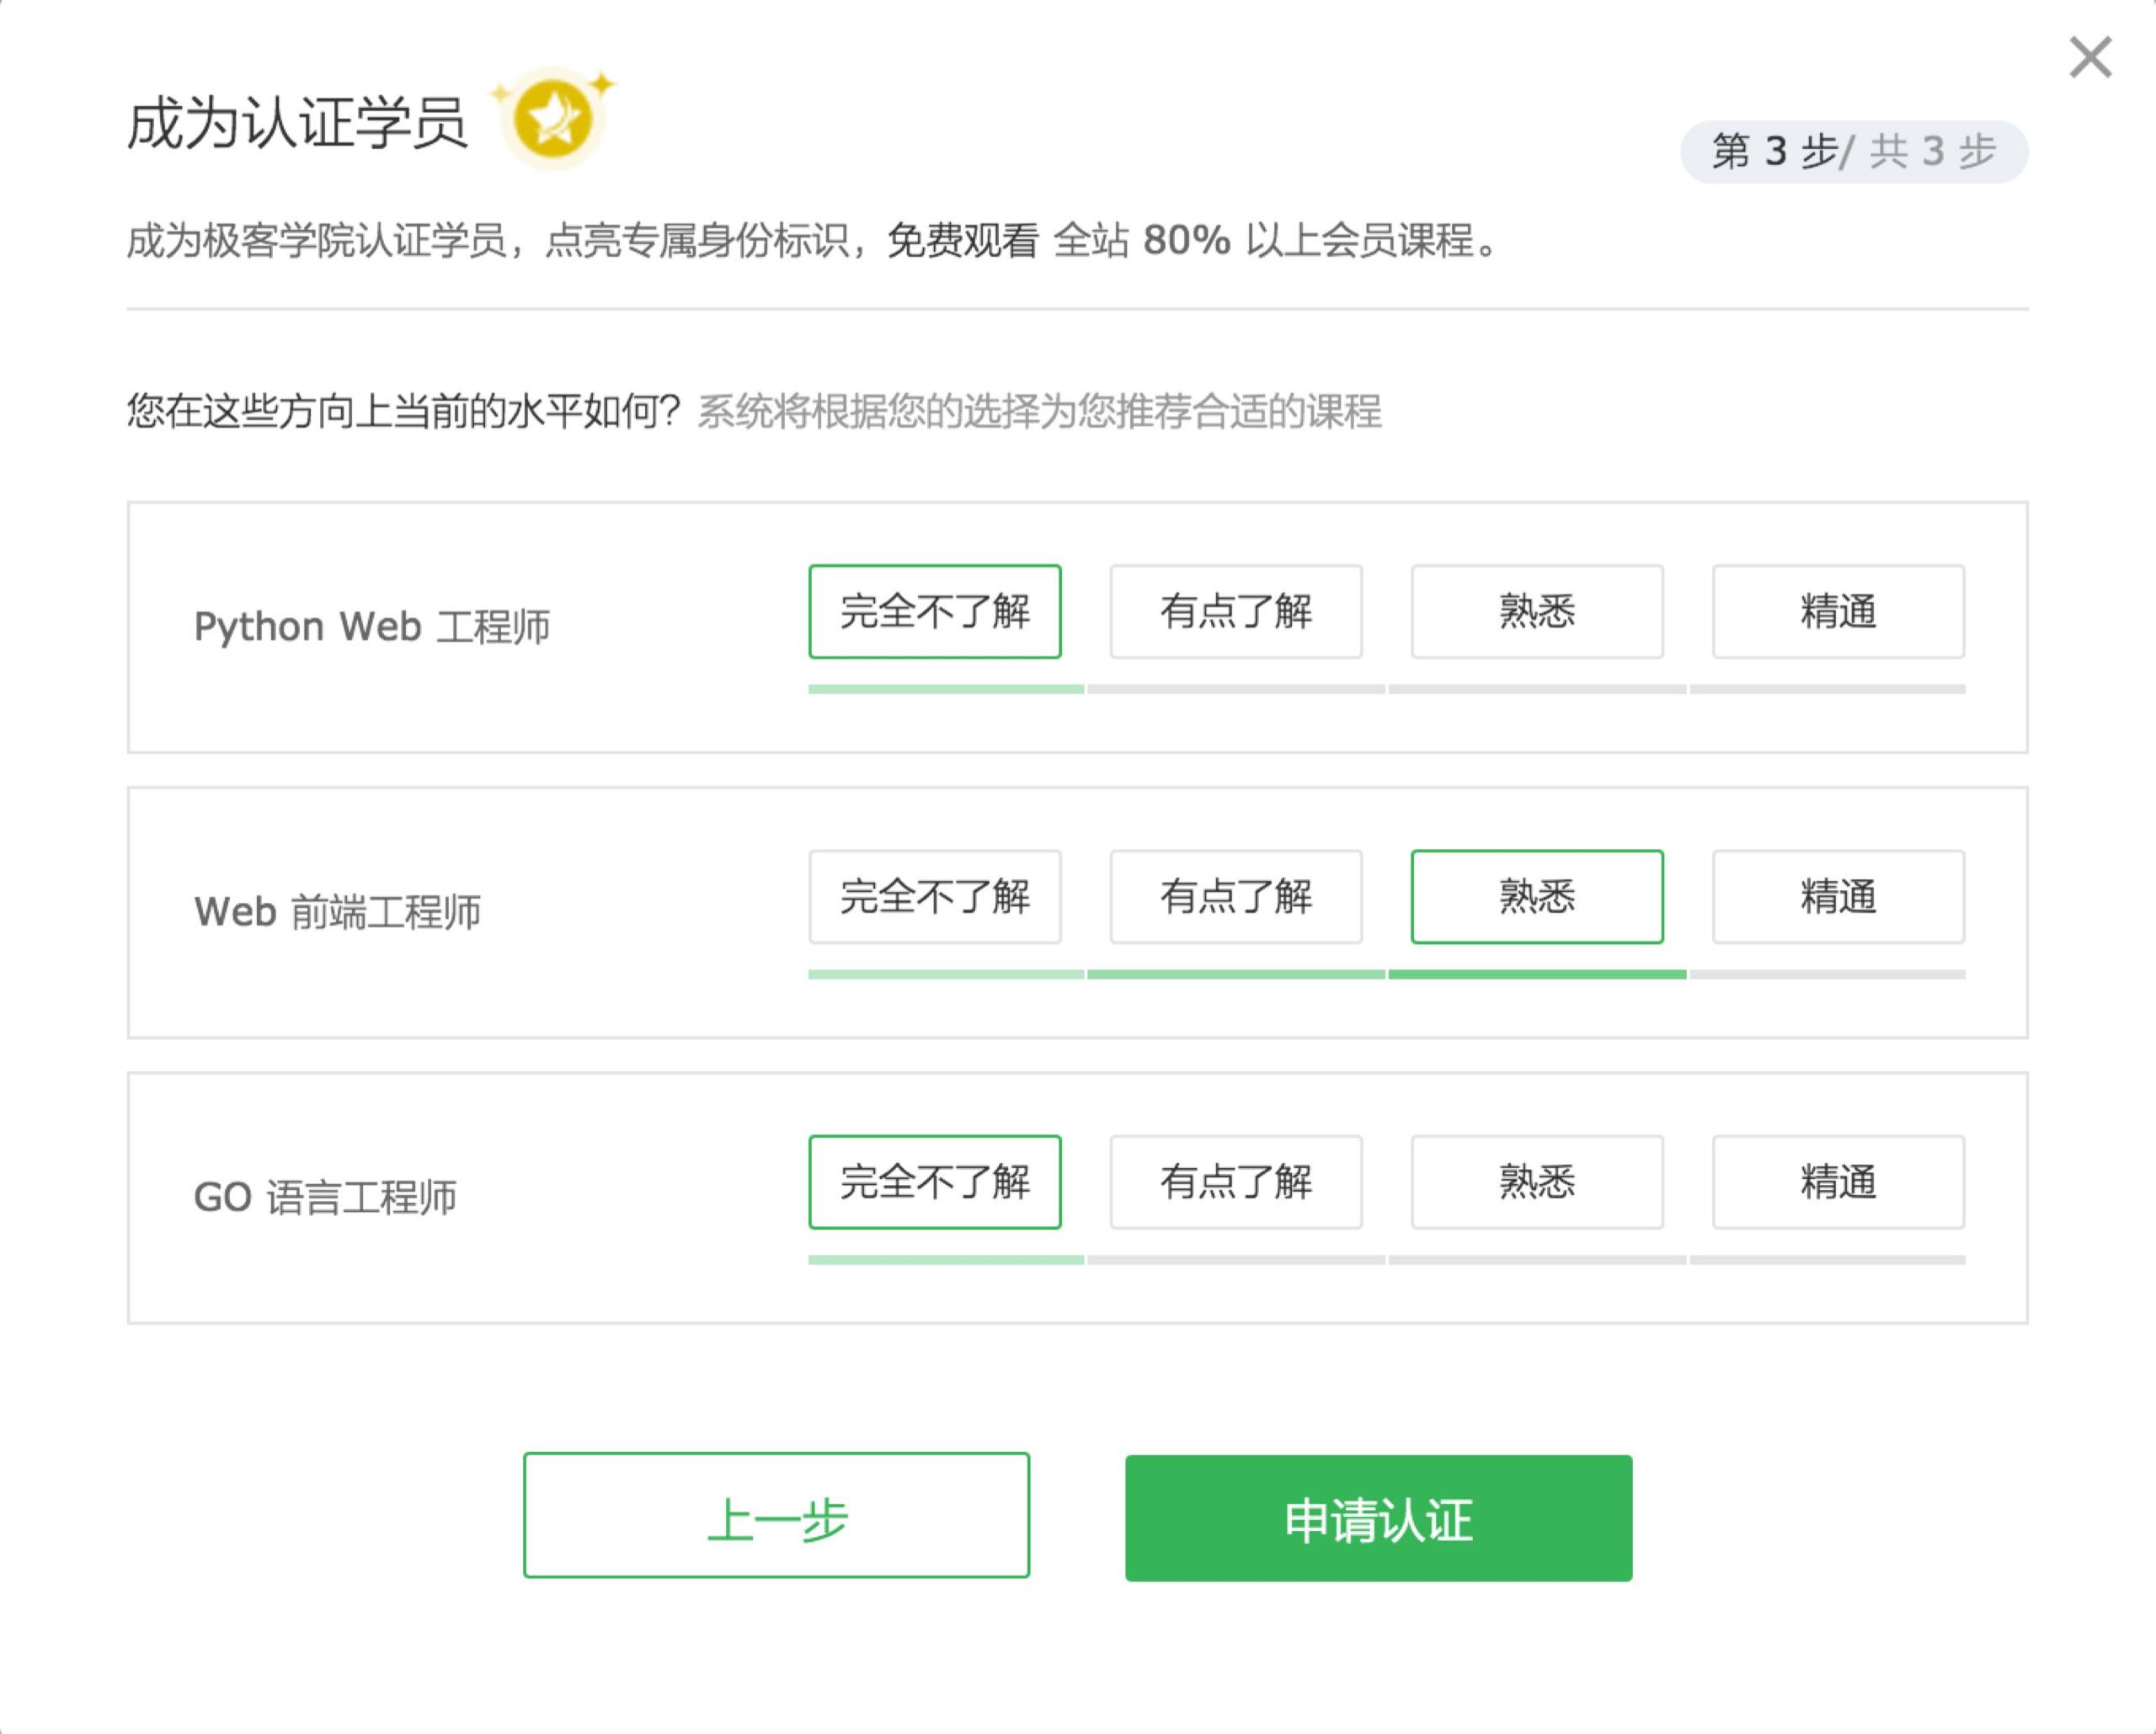 成为认证学员
第 3 步/ 共 3 步
成为极客学院认证学员，点亮专属身份标识，免费观看 全站 80% 以上会员课程。
您在这些方向上当前的水平如何？系统将根据您的选择为您推荐合适的课程
Python Web 工程师 完全不了解 有点了解 熟悉 精通
Web 前端工程师 完全不了解 有点了解 熟悉 精通
GO 语言工程师 完全不了解 有点了解 熟悉 精通
上一步 申请认证